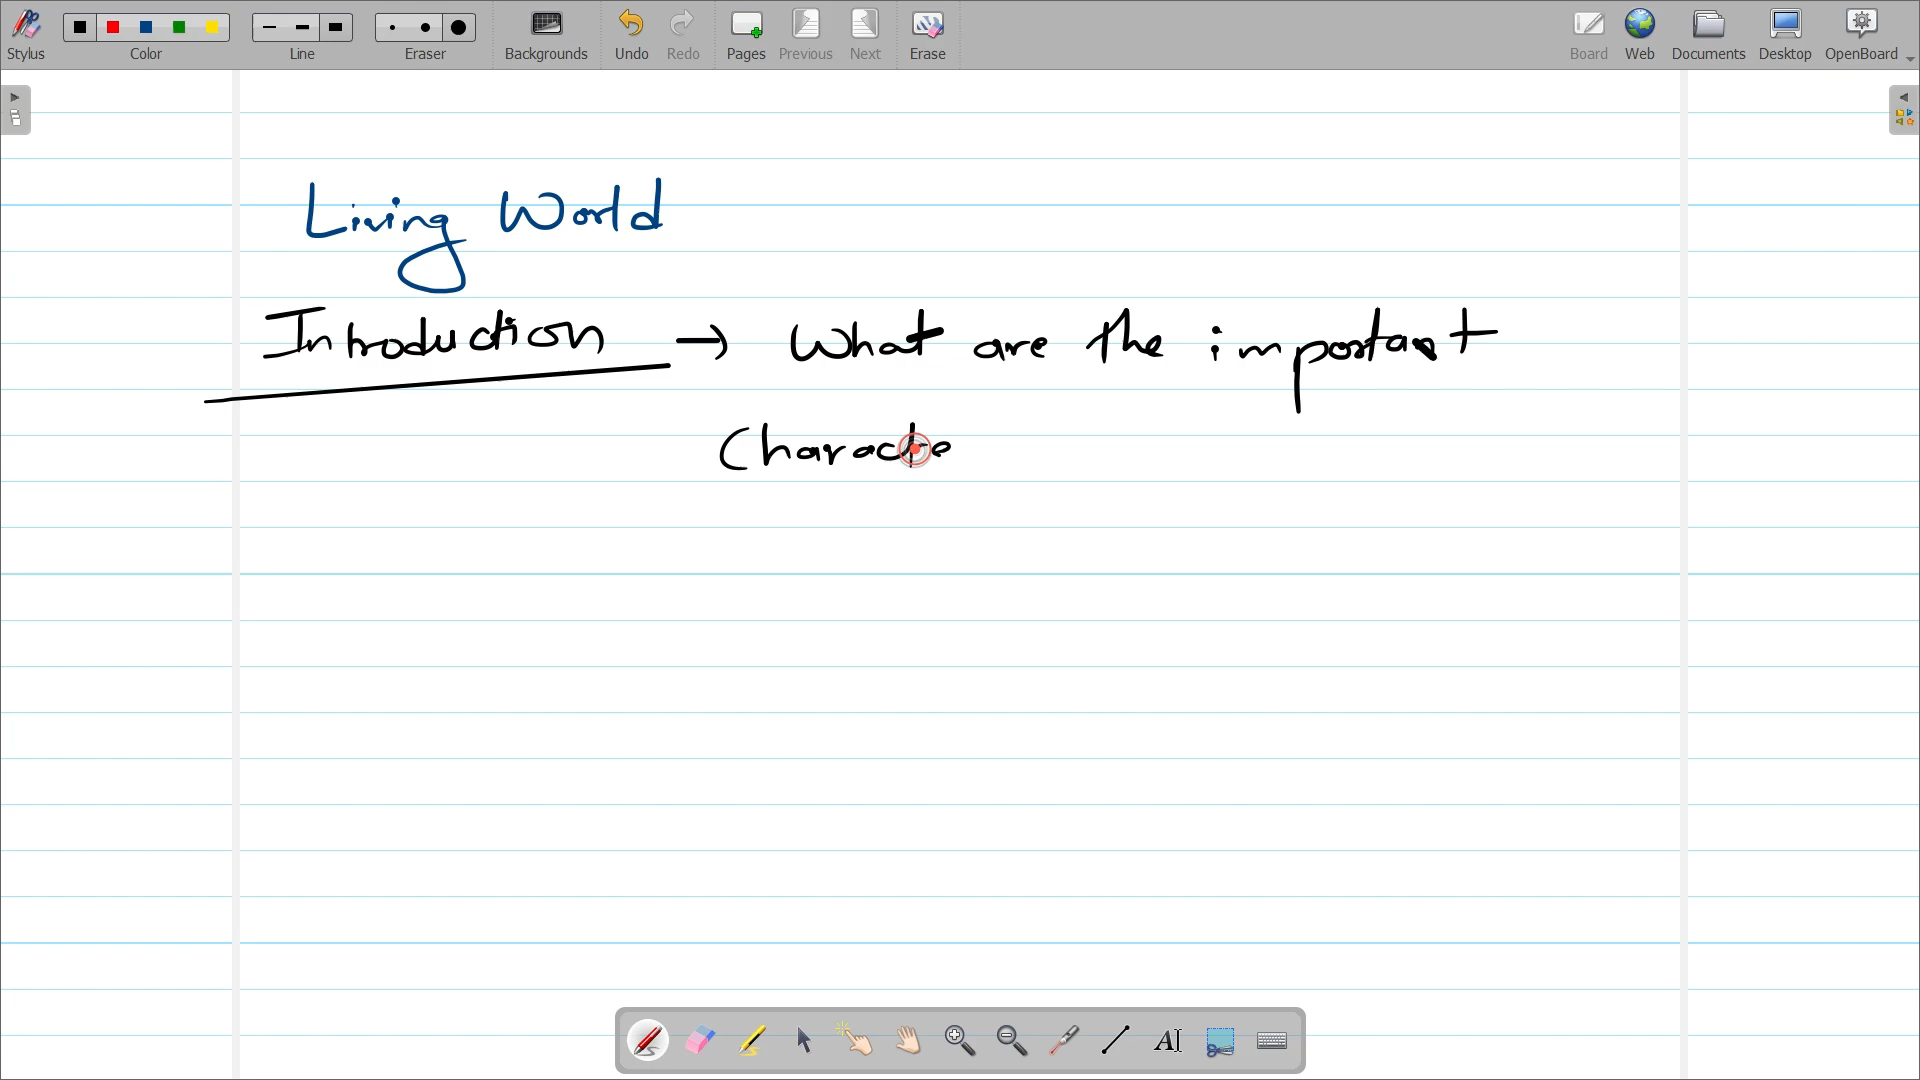 Stylus Color Line Eraser Backgrounds Undo Redo Pages Previous Next Erase Board Web Documents Desktop OpenBoard
Living World
Introduction → What are the important
Characte